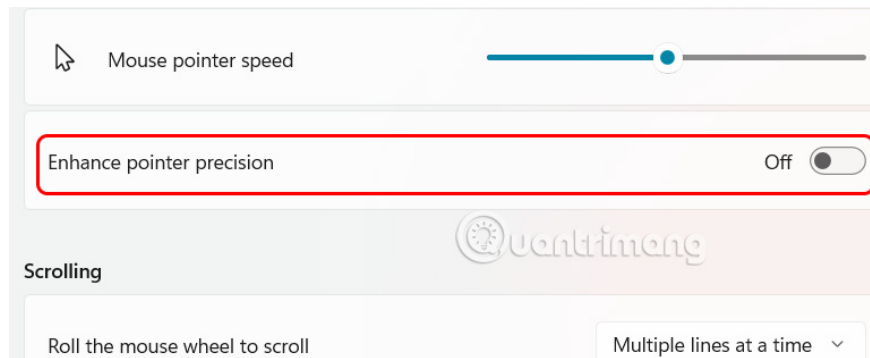 Mouse pointer speed
Enhance pointer precision Off
Quantrimang
Scrolling
Roll the mouse wheel to scroll Multiple lines at a time